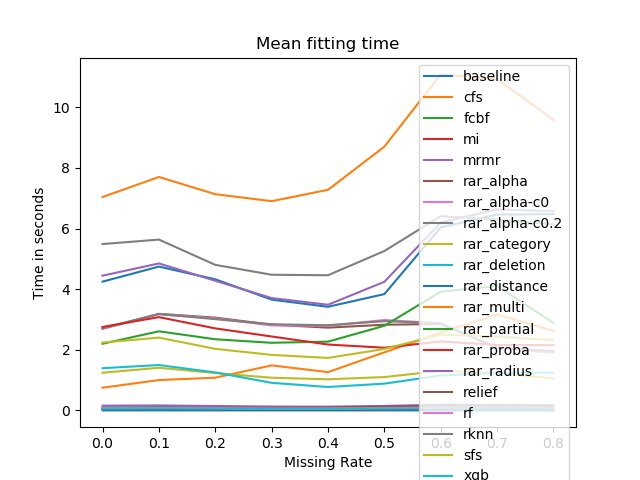 Mean fitting time
Time in seconds
10
8
6
4
2
0
0.0 0.1 0.2 0.3 0.4 0.5 0.6 0.7 0.8
Missing Rate
baseline
cfs
fcbf
mi
mrmr
rar_alpha
rar_alpha-c0
rar_alpha-c0.2
rar_category
rar_deletion
rar_distance
rar_multi
rar_partial
rar_proba
rar_radius
relief
rf
rknn
sfs
xgb